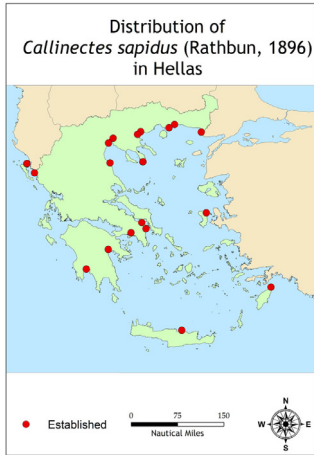 Distribution of
Callinectes sapidus (Rathbun, 1896)
in Hellas
N
W E
S
Established
0 75 150
Nautical Miles